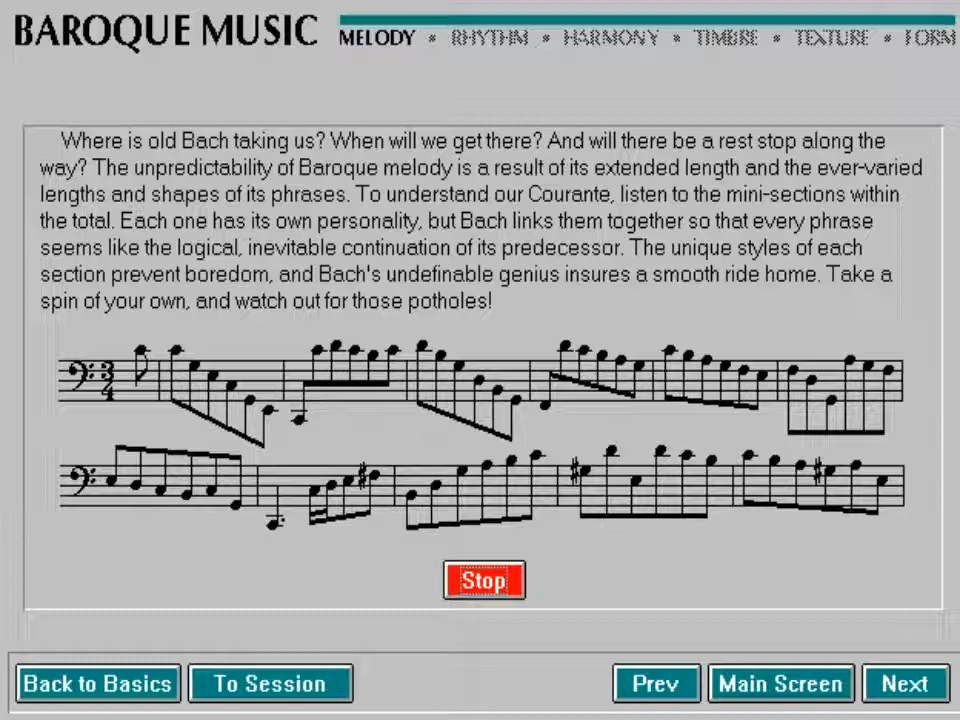 BAROQUE MUSIC
MELODY * RHYTHM * HARMONY * TIMBRE * TEXTURE * FORM
Where is old Bach taking us? When will we get there? And will there be a rest stop along the
way? The unpredictability of Baroque melody is a result of its extended length and the ever-varied
lengths and shapes of its phrases. To understand our Courante, listen to the mini-sections within
the total. Each one has its own personality, but Bach links them together so that every phrase
seems like the logical, inevitable continuation of its predecessor. The unique styles of each
section prevent boredom, and Bach's undefinable genius insures a smooth ride home. Take a
spin of your own, and watch out for those potholes!
3
4
Stop
Back to Basics To Session Prev Main Screen Next